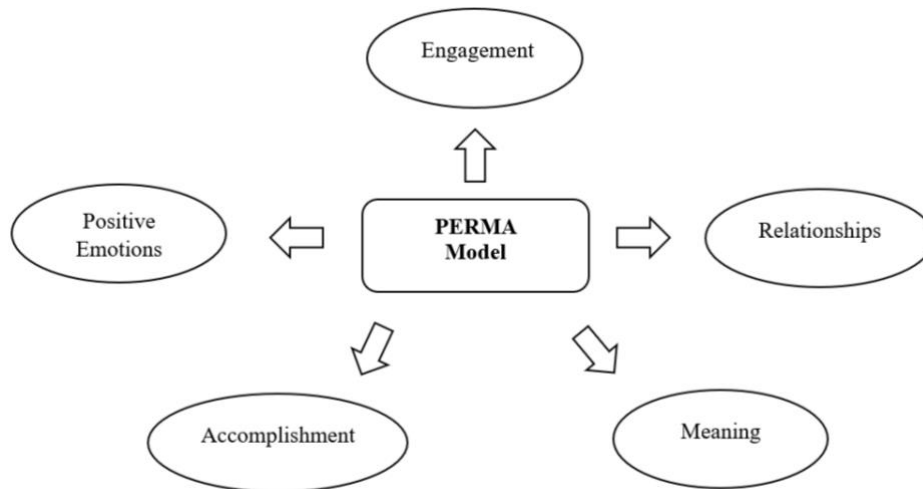 Engagement
Positive
Emotions
PERMA
Model
Relationships
Accomplishment
Meaning